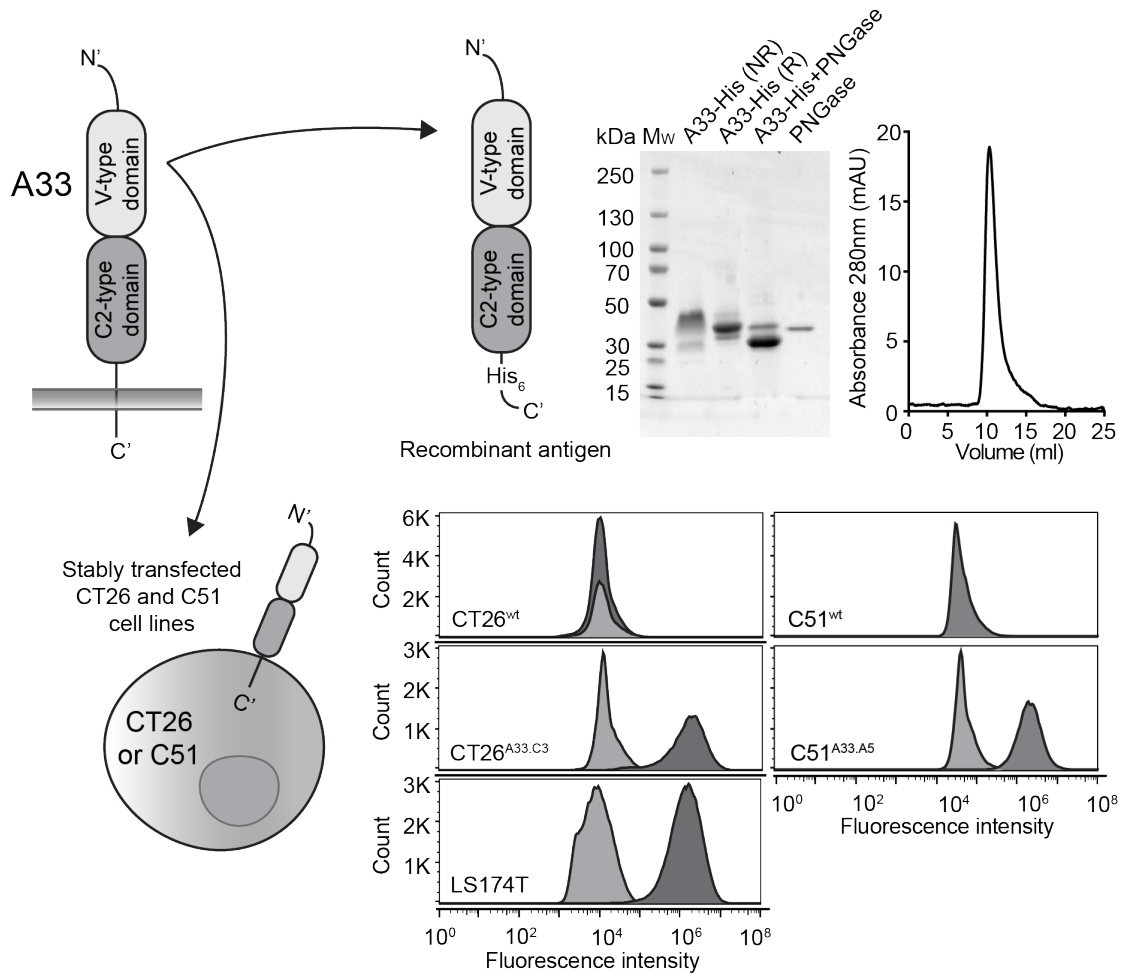 N'
A33
V-type
domain
C2-type
domain
C'
N'
V-type
domain
C2-type
domain
His6
C'
Recombinant antigen
kDa Mw
A33-His (NR)
A33-His (R)
A33-His+PNGase
PNGase
250
130
100
70
50
30
25
15
Absorbance 280nm (mAU)
20
15
10
5
0
0 5 10 15 20 25
Volume (ml)
Stably transfected
CT26 and C51
cell lines
N'
C'
CT26
or C51
Count
6K
4K
2K
CT26wt
C51wt
Count
3K
2K
1K
CT26A33.C3
C51A33.A5
10^0 10^2 10^4 10^6 10^8
Fluorescence intensity
Count
3K
2K
1K
LS174T
10^0 10^2 10^4 10^6 10^8
Fluorescence intensity